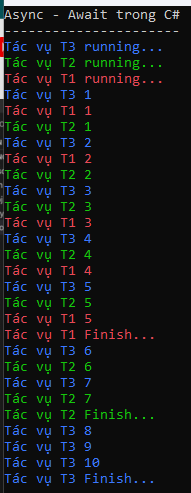 Async - Await trong C#
----------------------
Tác vụ T3 running...
Tác vụ T2 running...
Tác vụ T1 running...
Tác vụ T3 1
Tác vụ T1 1
Tác vụ T2 1
Tác vụ T3 2
Tác vụ T1 2
Tác vụ T2 2
Tác vụ T3 3
Tác vụ T2 3
Tác vụ T1 3
Tác vụ T3 4
Tác vụ T2 4
Tác vụ T1 4
Tác vụ T3 5
Tác vụ T2 5
Tác vụ T1 5
Tác vụ T1 Finish...
Tác vụ T3 6
Tác vụ T2 6
Tác vụ T3 7
Tác vụ T2 7
Tác vụ T2 Finish...
Tác vụ T3 8
Tác vụ T3 9
Tác vụ T3 10
Tác vụ T3 Finish...